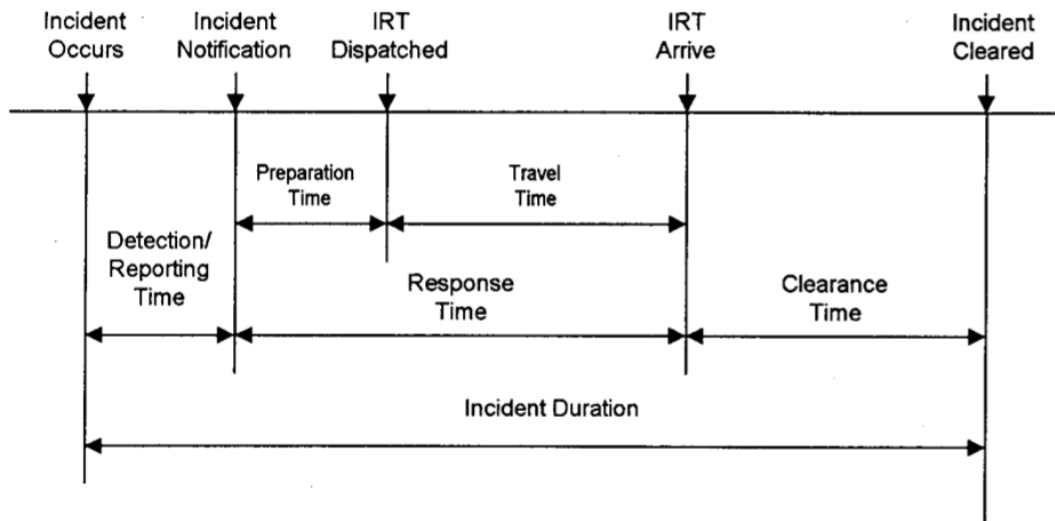 Incident
Occurs
Incident
Notification
IRT
Dispatched
IRT
Arrive
Incident
Cleared
Preparation
Time
Travel
Time
Detection/
Reporting
Time
Response
Time
Clearance
Time
Incident Duration